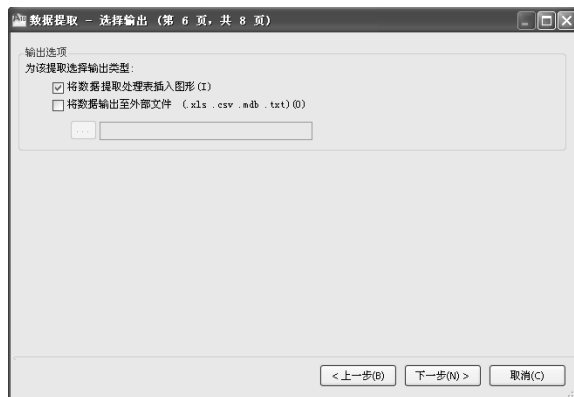 数据提取 - 选择输出 (第 6 页，共 8 页)
输出选项
为该提取选择输出类型:
将数据提取处理表插入图形(I)
将数据输出至外部文件 (.xls .csv .mdb .txt)(O)
...
< 上一步(B) 下一步(N) > 取消(C)